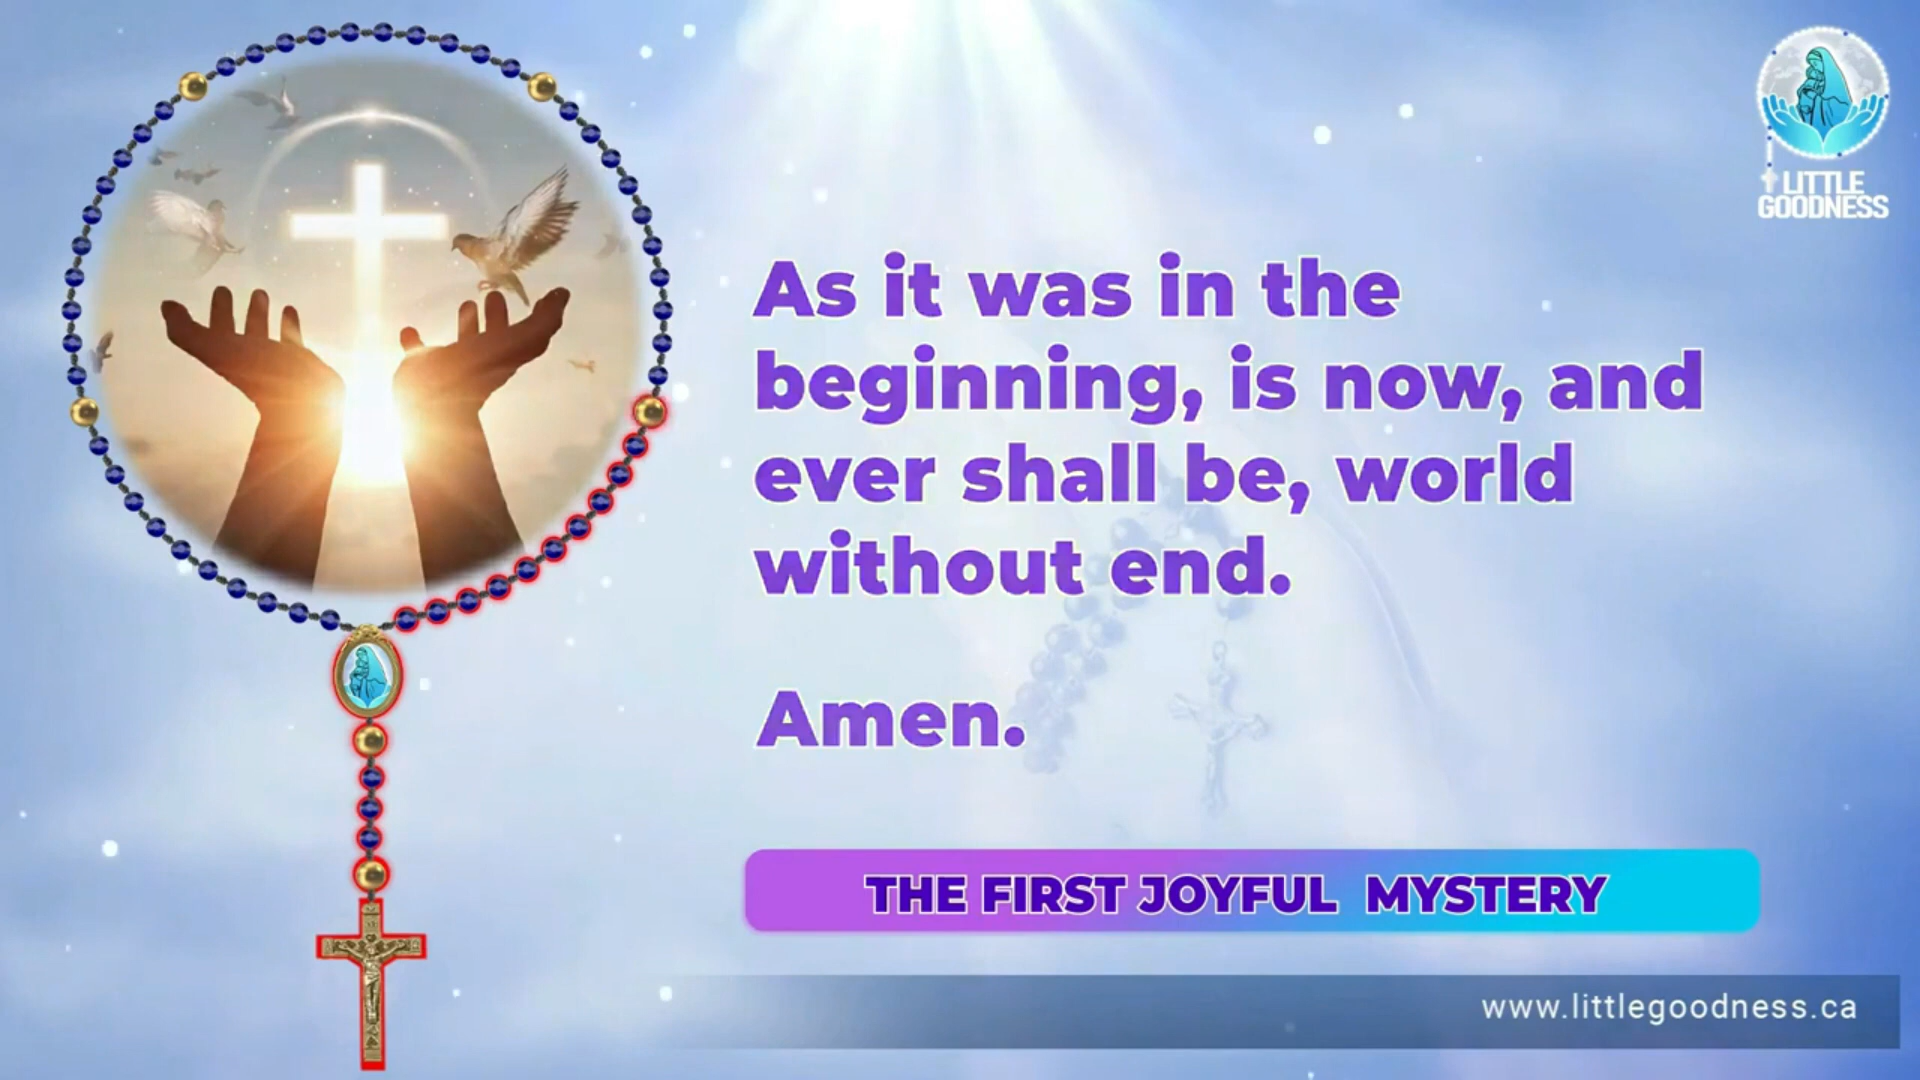 LITTLE
GOODNESS
As it was in the
beginning, is now, and
ever shall be, world
without end.
Amen.
THE FIRST JOYFUL MYSTERY
www.littlegoodness.ca